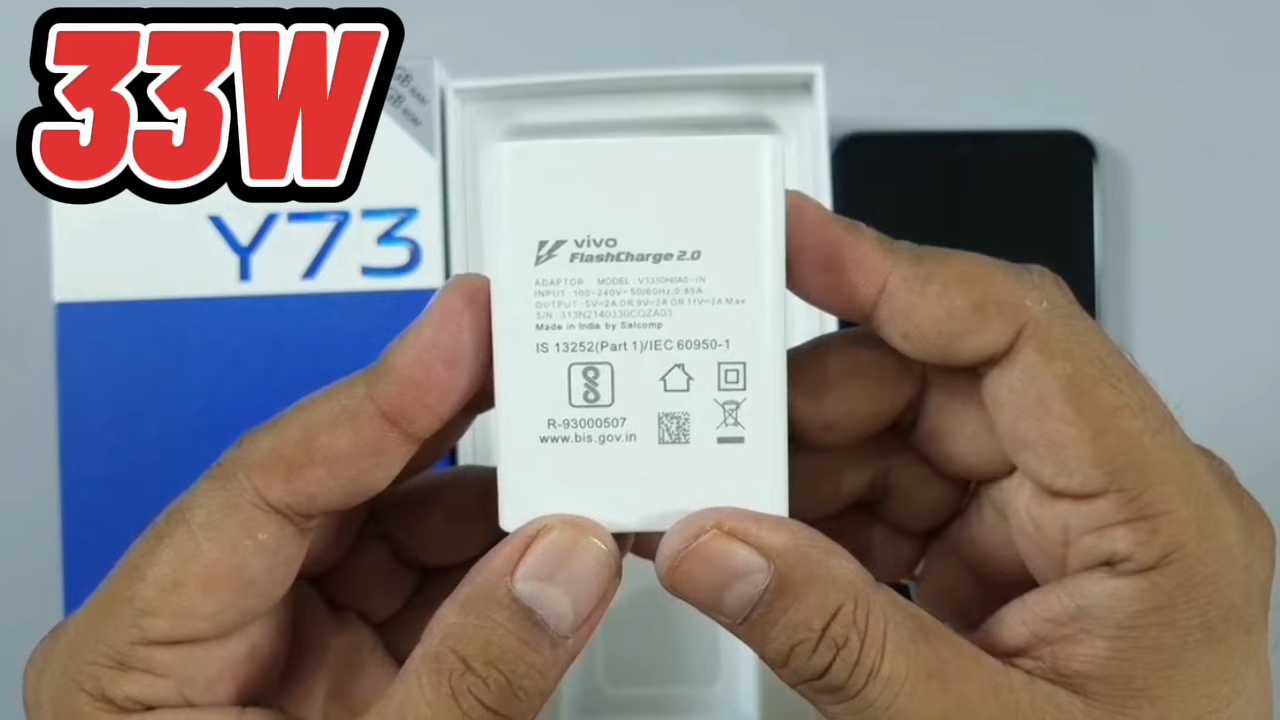 33W
Y73
vivo
FlashCharge 2.0
ADAPTOR MODEL: V3330H0A0-IN
INPUT: 100-240V~50/60Hz, 0.85A
OUTPUT: 5V⎓2A OR 9V⎓2A OR 11V⎓3A Max
S/N: 313N2140330CQZA03
Made in India by Salcomp
IS 13252(Part 1)/IEC 60950-1
R-93000507
www.bis.gov.in